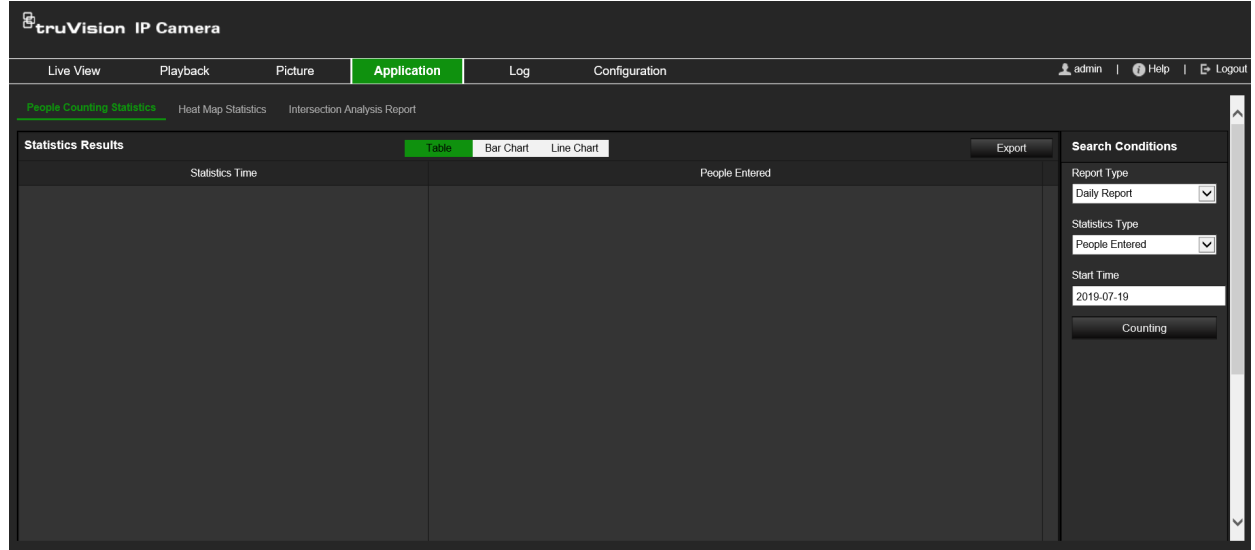 truVision IP Camera
Live View Playback Picture Application Log Configuration admin | Help | Logout
People Counting Statistics Heat Map Statistics Intersection Analysis Report
Statistics Results Table Bar Chart Line Chart Export Search Conditions
Statistics Time People Entered Report Type
Daily Report
Statistics Type
People Entered
Start Time
2019-07-19
Counting